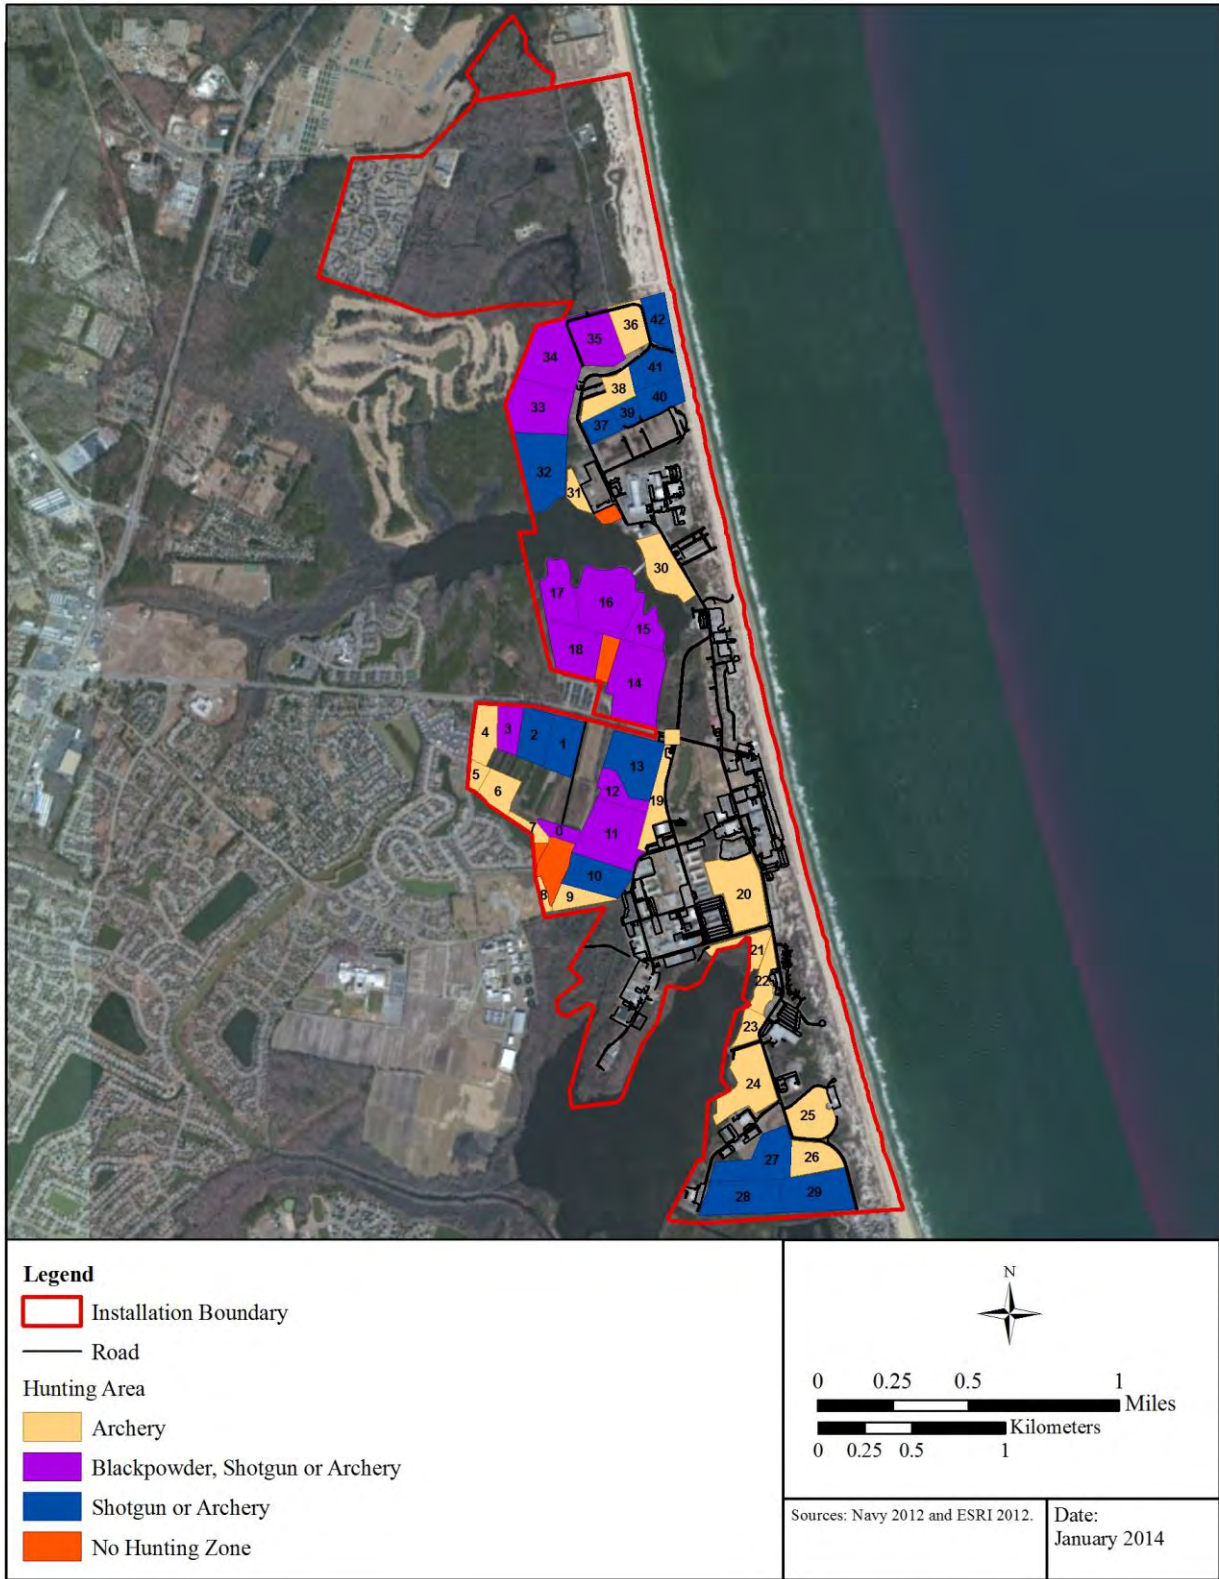 42
36
35
34
41
38
40
33
39
37
32
31
30
17
16
15
18
14
4
3
2
1
13
5
6
12
19
7
0
11
10
20
8
9
21
22
23
24
25
26
27
28
29
Legend
Installation Boundary
Road
Hunting Area
Archery
Blackpowder, Shotgun or Archery
Shotgun or Archery
No Hunting Zone
N
0 0.25 0.5 1
Miles
Kilometers
0 0.25 0.5 1
Sources: Navy 2012 and ESRI 2012.
Date:
January 2014